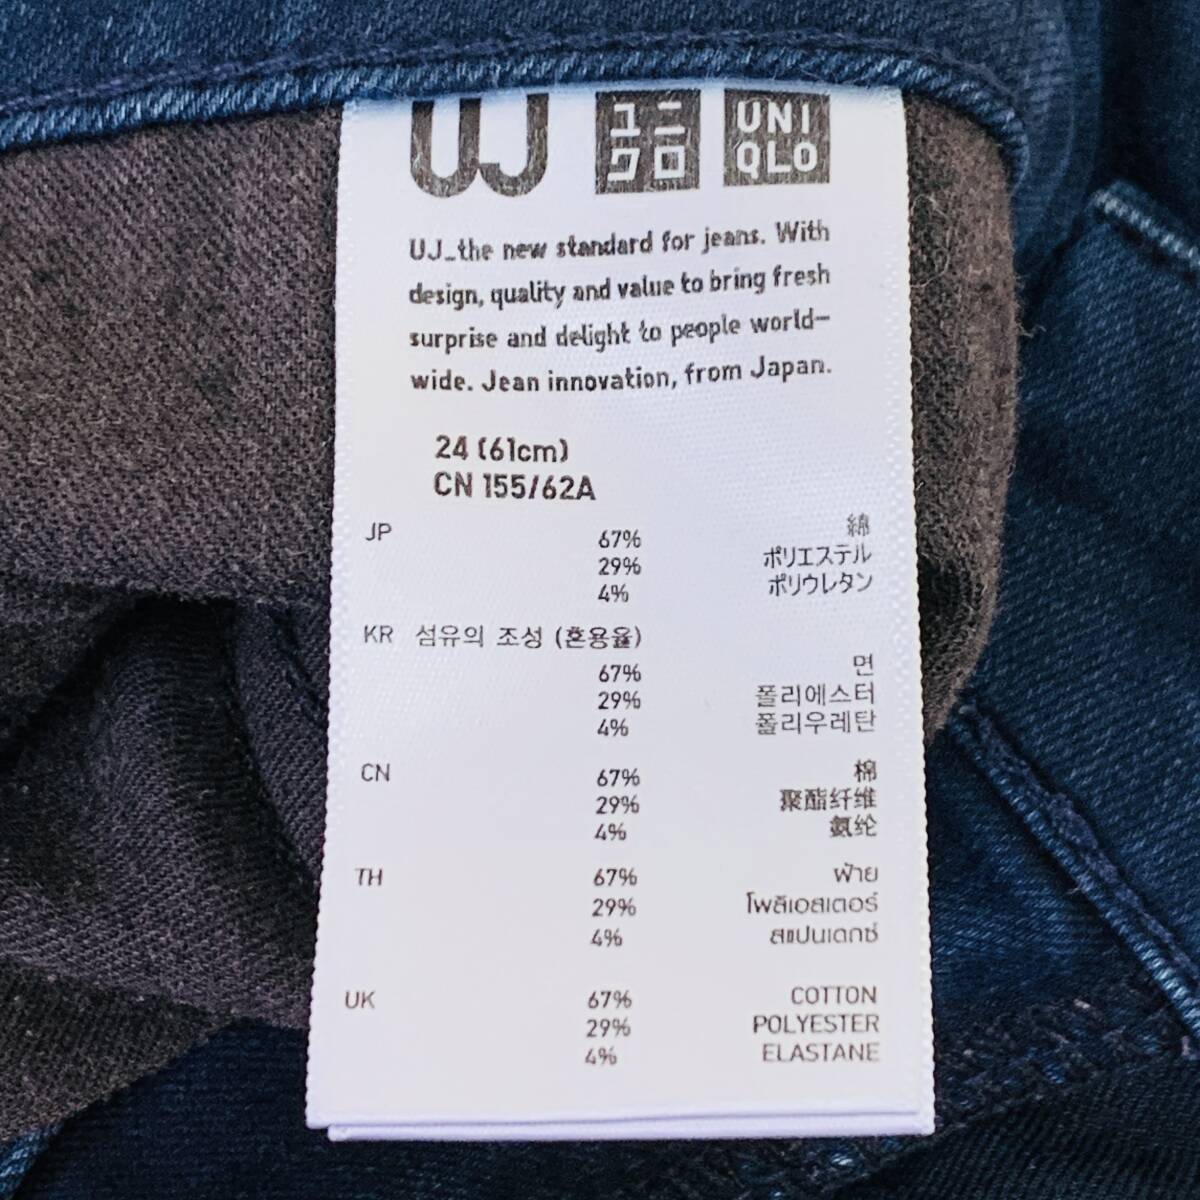 UJ
ユニ
クロ
UNI
QLO
UJ_the new standard for jeans. With
design, quality and value to bring fresh
surprise and delight to people world-
wide. Jean innovation, from Japan.
24 (61cm)
CN 155/62A
JP 67% 綿
29% ポリエステル
4% ポリウレタン
KR 섬유의 조성 (혼용율)
67% 면
29% 폴리에스터
4% 폴리우레탄
CN 67% 棉
29% 聚酯纤维
4% 氨纶
TH 67% ฝ้าย
29% โพลิเอสเตอร์
4% สแปนเดกซ์
UK 67% COTTON
29% POLYESTER
4% ELASTANE